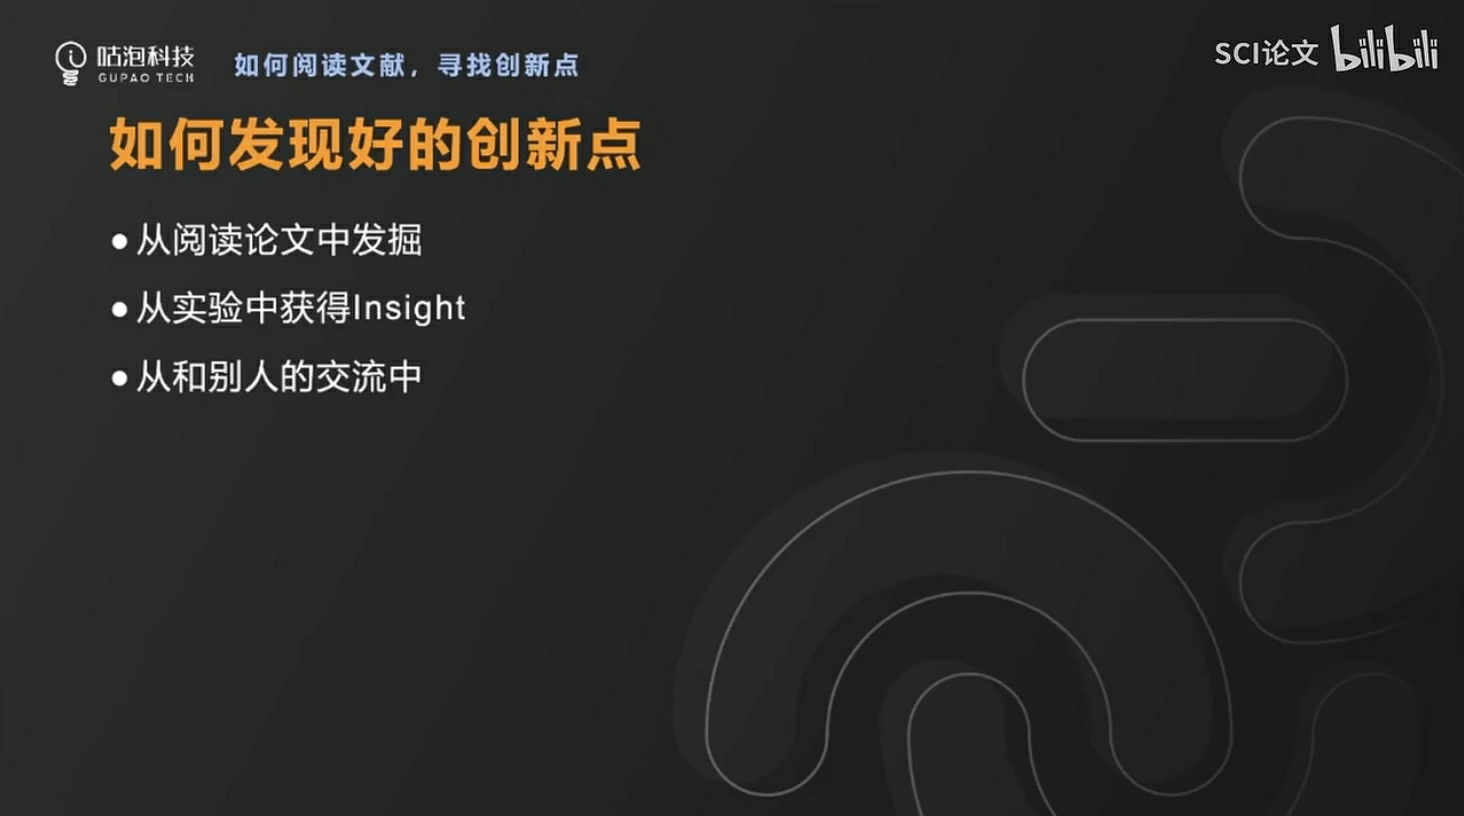 咕泡科技
GUPAO TECH
如何阅读文献，寻找创新点
SCI论文 bilibili
如何发现好的创新点
●从阅读论文中发掘
●从实验中获得Insight
●从和别人的交流中